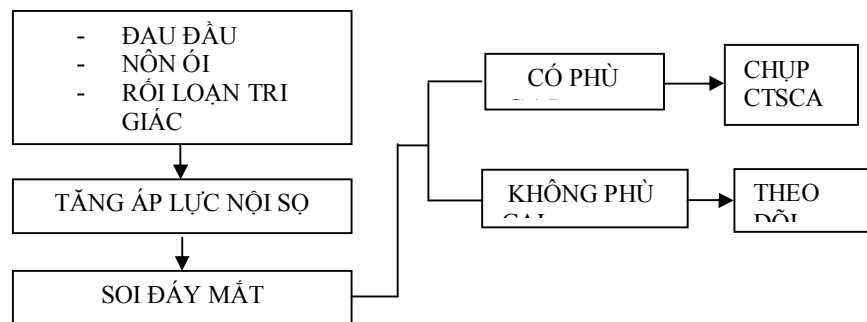 - ĐAU ĐẦU
- NÔN ÓI
- RỐI LOẠN TRI
GIÁC
TĂNG ÁP LỰC NỘI SỌ
SOI ĐÁY MẮT
CÓ PHÙ
CHỤP
CTSCA
KHÔNG PHÙ
THEO
DÕI